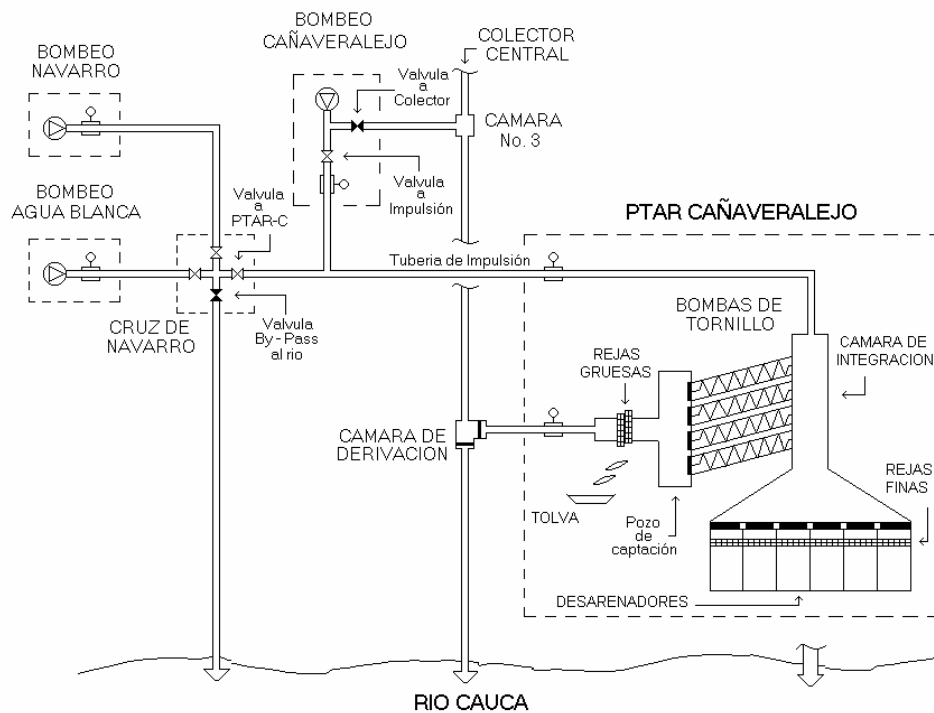 BOMBEO
CAÑAVERALEJO
COLECTOR
CENTRAL
BOMBEO
NAVARRO
Valvula
a
Colector
CAMARA
No. 3
Valvula
a
Impulsión
BOMBEO
AGUA BLANCA
Valvula
a
PTAR-C
PTAR CAÑAVERALEJO
Tuberia de Impulsión
BOMBAS DE
TORNILLO
CRUZ DE
NAVARRO
Valvula
By-Pass
al rio
REJAS
GRUESAS
CAMARA DE
INTEGRACION
CAMARA DE
DERIVACION
REJAS
FINAS
TOLVA
Pozo
de
captación
DESARENADORES
RIO CAUCA